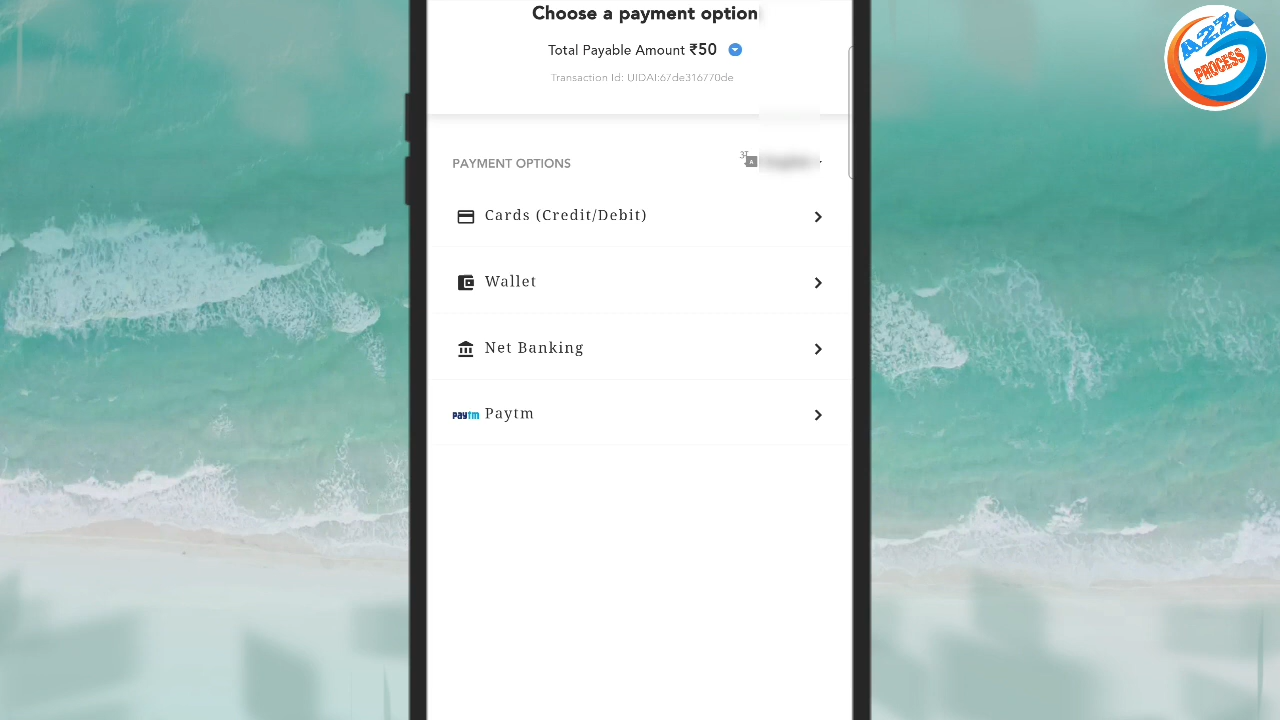 Choose a payment option
Total Payable Amount ₹50
Transaction Id: UIDAI:67de316770de
PAYMENT OPTIONS
अ
A
Cards (Credit/Debit)
Wallet
Net Banking
paytm Paytm
A2Z
PROCESS